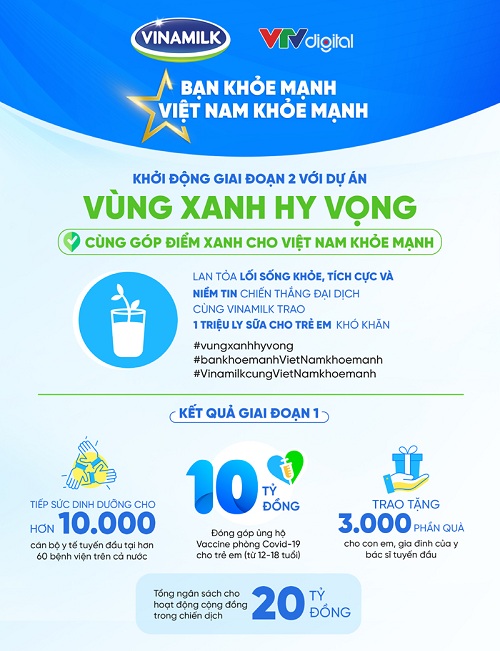 VINAMILK
VTV digital
BẠN KHỎE MẠNH
VIỆT NAM KHỎE MẠNH
KHỞI ĐỘNG GIAI ĐOẠN 2 VỚI DỰ ÁN
VÙNG XANH HY VỌNG
CÙNG GÓP ĐIỂM XANH CHO VIỆT NAM KHỎE MẠNH
LAN TỎA LỐI SỐNG KHỎE, TÍCH CỰC VÀ
NIỀM TIN CHIẾN THẮNG ĐẠI DỊCH
CÙNG VINAMILK TRAO
1 TRIỆU LY SỮA CHO TRẺ EM KHÓ KHĂN
#vungxanhhyvong
#bankhoemanhVietNamkhoemanh
#VinamilkcungVietNamkhoemanh
KẾT QUẢ GIAI ĐOẠN 1
TIẾP SỨC DINH DƯỠNG CHO
HƠN 10.000
cán bộ y tế tuyến đầu tại hơn
60 bệnh viện trên cả nước
10 TỶ
ĐỒNG
Đóng góp ủng hộ
Vaccine phòng Covid-19
cho trẻ em (từ 12-18 tuổi)
TRAO TẶNG
3.000 PHẦN QUÀ
cho con em, gia đình của y
bác sĩ tuyến đầu
Tổng ngân sách cho
hoạt động cộng đồng
trong chiến dịch
20 TỶ
ĐỒNG